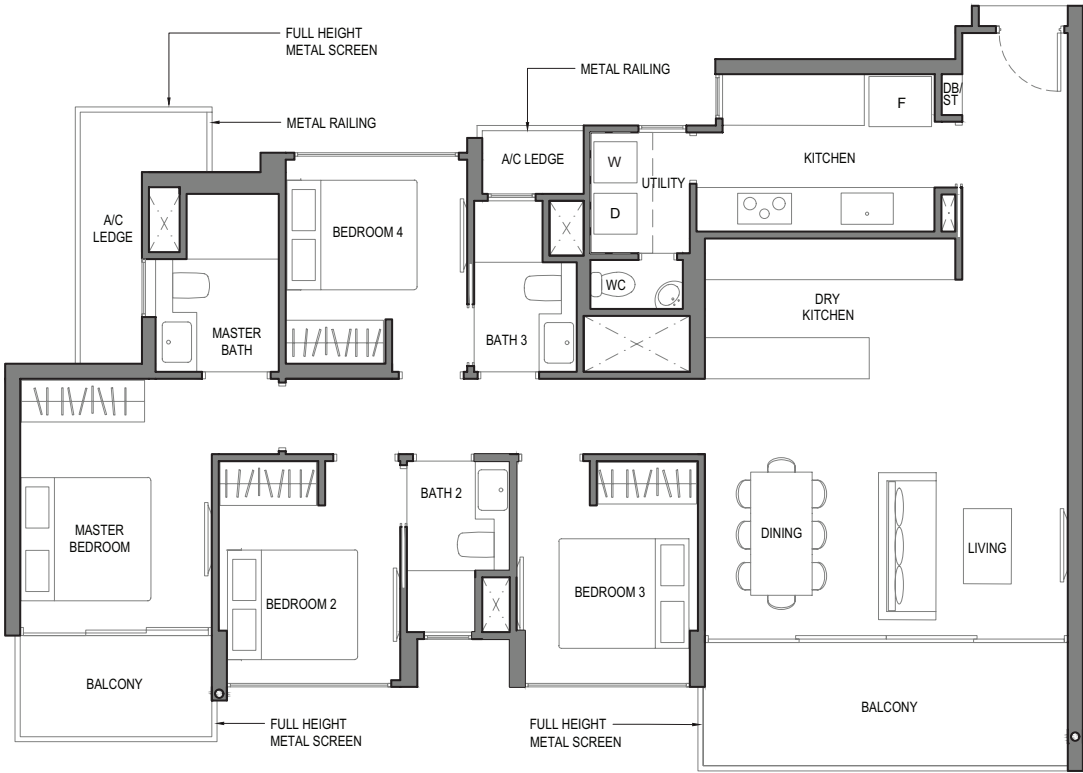 FULL HEIGHT
METAL SCREEN
METAL RAILING
METAL RAILING
DB/
ST
F
A/C LEDGE
W
KITCHEN
UTILITY
A/C
LEDGE
D
BEDROOM 4
WC
DRY
KITCHEN
MASTER
BATH
BATH 3
BATH 2
MASTER
BEDROOM
DINING
LIVING
BEDROOM 2
BEDROOM 3
BALCONY
BALCONY
FULL HEIGHT
METAL SCREEN
FULL HEIGHT
METAL SCREEN